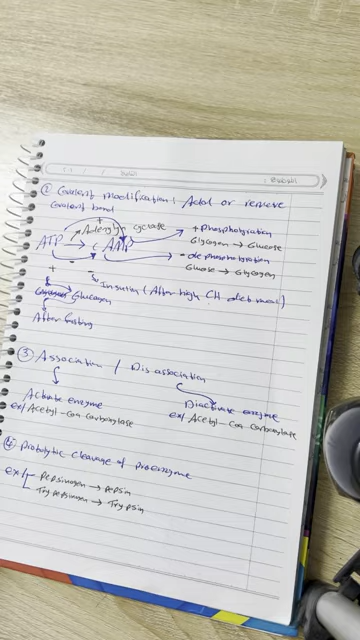 ② Covalent modification: Add or remove
Covalent bond
+
Adenylyl cyclase
ATP → cAMP
+ phosphorylation
Glycogen → Glucose
- dephosphorylation
Glucose → Glycogen
+
-
- Insulin (After high CH diet meal)
Glucagon
After fasting
③ Association / Disassociation
Activate enzyme
ex/ Acetyl-coa carboxylase
Diactivate enzyme
ex/ Acetyl-coa carboxylase
④ proteolytic cleavage of proenzyme
ex/ pepsinogen → pepsin
Trypsinogen → Trypsin